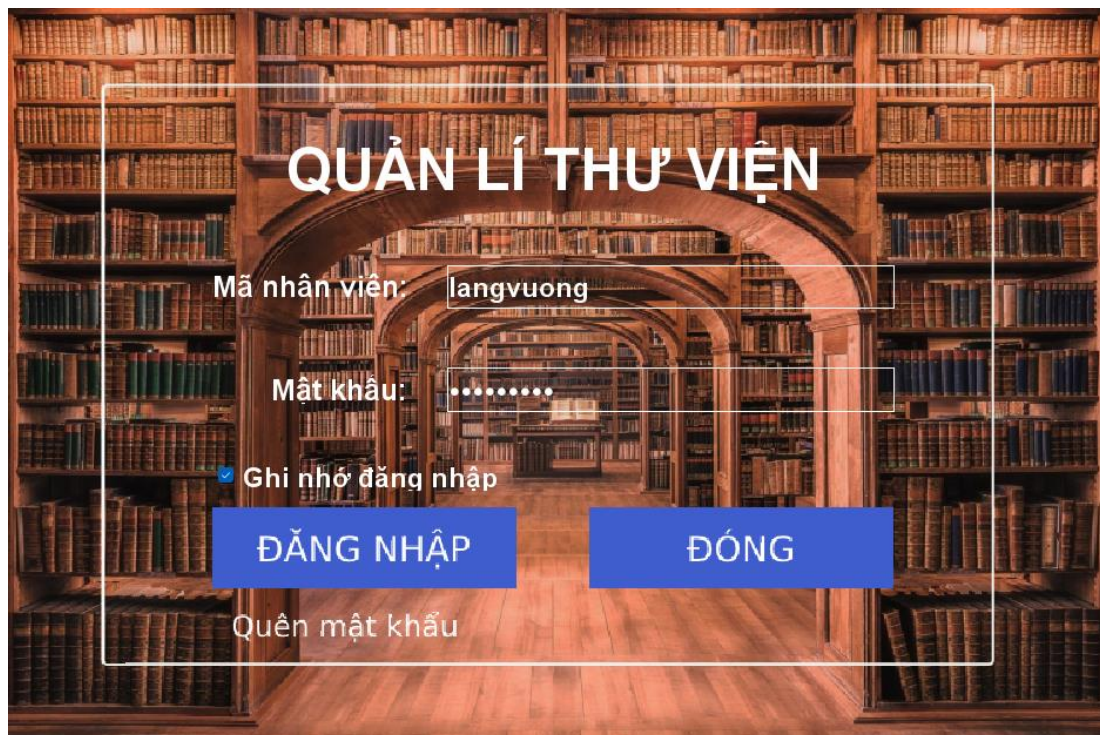 QUẢN LÍ THƯ VIỆN
Mã nhân viên: langvuong
Mật khẩu: •••••••••
Ghi nhớ đăng nhập
ĐĂNG NHẬP ĐÓNG
Quên mật khẩu